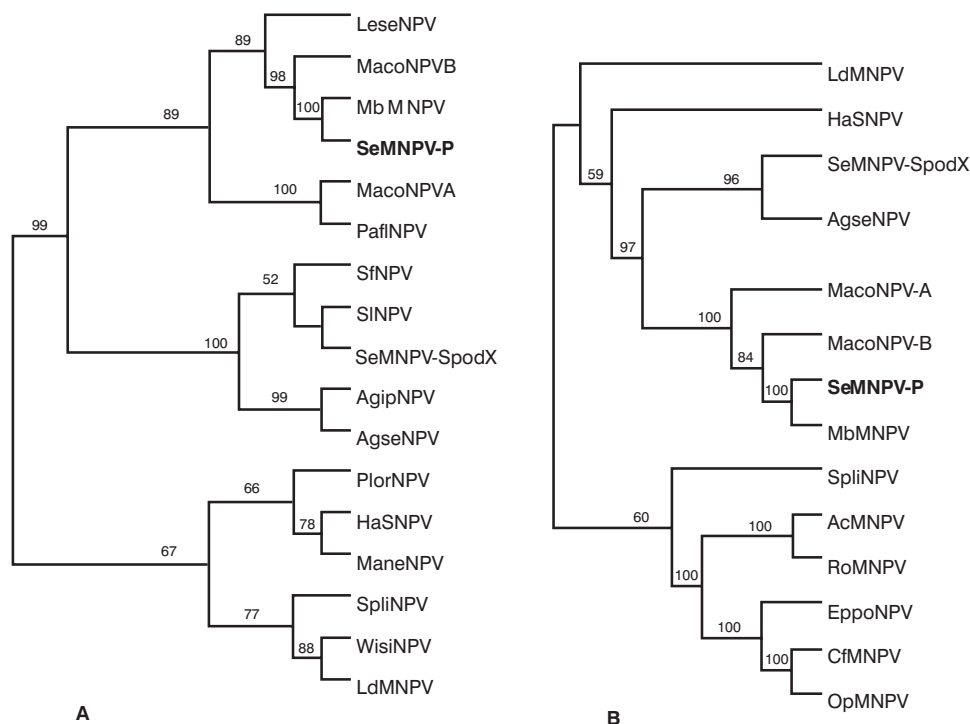 LeseNPV
89
MacoNPVB
98
Mb M NPV
100
89
SeMNPV-P
MacoNPVA
100
PaflNPV
99
SfNPV
52
SlNPV
100
SeMNPV-SpodX
AgipNPV
99
AgseNPV
PlorNPV
66
HaSNPV
78
ManeNPV
67
SpliNPV
77
WisiNPV
88
LdMNPV
A
LdMNPV
HaSNPV
59
SeMNPV-SpodX
96
AgseNPV
97
MacoNPV-A
100
MacoNPV-B
84
SeMNPV-P
100
MbMNPV
SpliNPV
60
AcMNPV
100
RoMNPV
100
EppoNPV
100
CfMNPV
100
OpMNPV
B